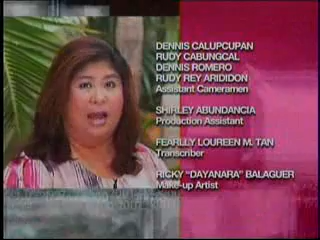 DENNIS CALUPCUPAN
RUDY CABUNGCAL
DENNIS ROMERO
RUDY REY ARIDIDON
Assistant Cameramen
SHIRLEY ABUNDANCIA
Production Assistant
FEARLLY LOUREEN M. TAN
Transcriber
RICKY “DAYANARA” BALAGUER
Make-up Artist